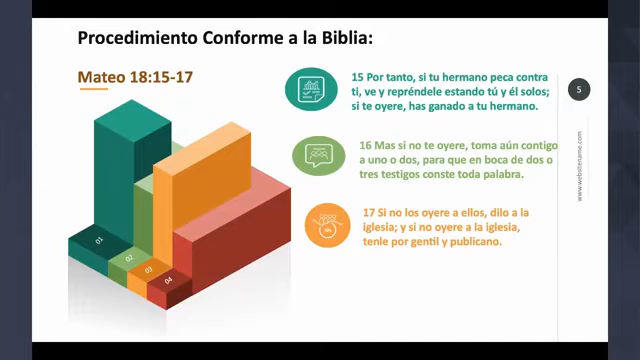 Procedimiento Conforme a la Biblia:
Mateo 18:15-17
15 Por tanto, si tu hermano peca contra
ti, ve y repréndele estando tú y él solos;
si te oyere, has ganado a tu hermano.
5
16 Mas si no te oyere, toma aún contigo
a uno o dos, para que en boca de dos o
tres testigos conste toda palabra.
www.websitename.com
17 Si no los oyere a ellos, dilo a la
iglesia; y si no oyere a la iglesia,
tenle por gentil y publicano.
01
02
03
04